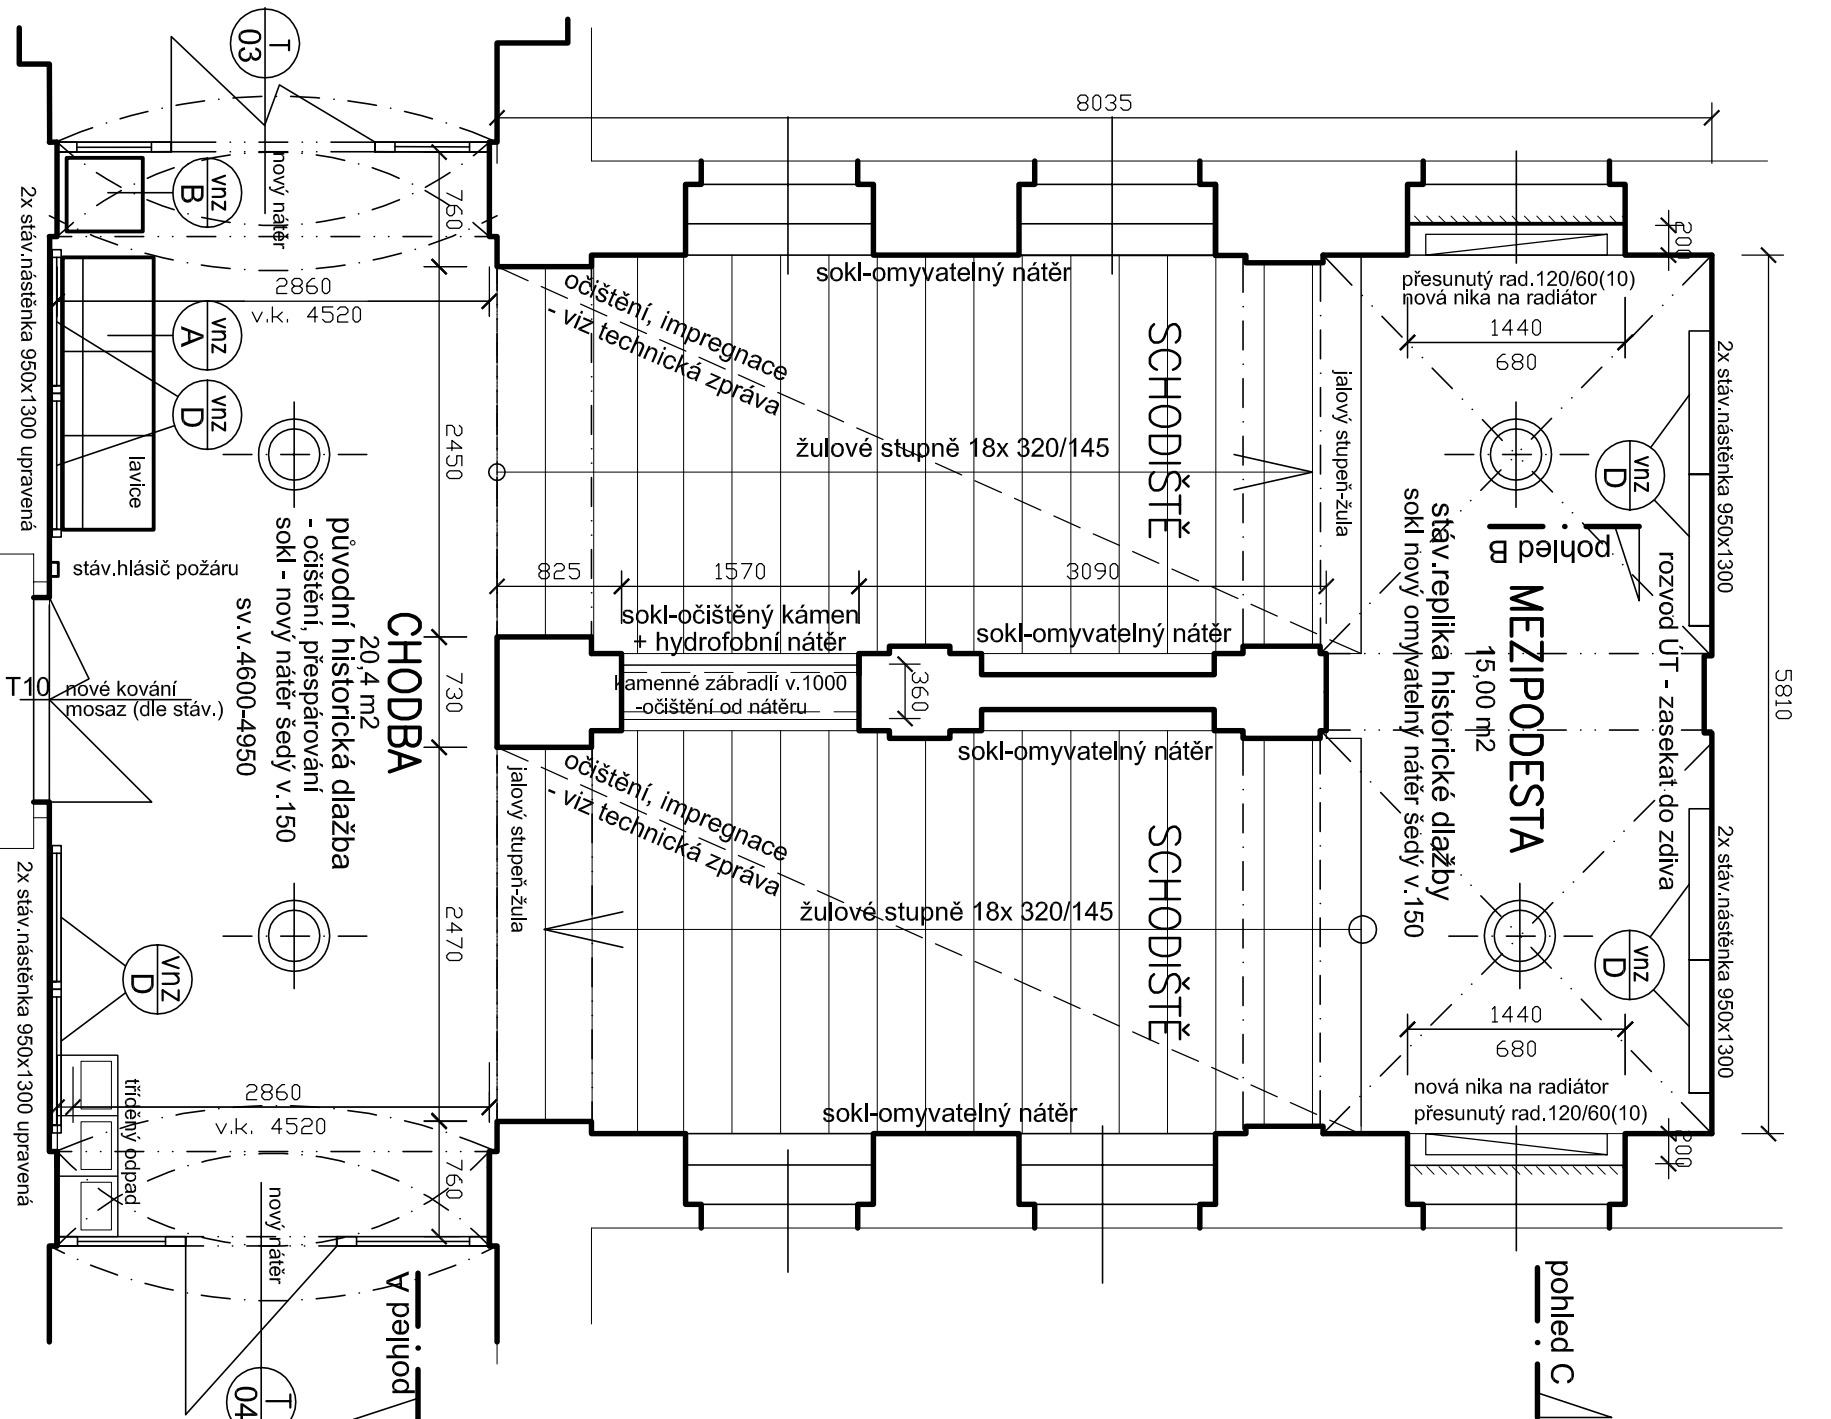 T
03
8035
nový nátěr
vnz
B
760
2x stáv.nástěnka 950x1300 upravená
2860
v.k. 4520
vnz
A
vnz
D
lavice
2450
stáv.hlásič požáru
původní historická dlažba
- očištění, přespárování
sokl - nový nátěr šedý v.150
sv.v.4600-4950
CHODBA
20,4 m2
T10
nové kování
mosaz (dle stáv.)
730
2470
vnz
D
2x stáv.nástěnka 950x1300 upravená
tříděný odpad
2860
v.k. 4520
760
nový nátěr
T
04
pohled A
sokl-omyvatelný nátěr
očištění, impregnace
- viz technická zpráva
žulové stupně 18x 320/145
SCHODIŠTĚ
jalový stupeň-žula
825
1570
3090
sokl-očištěný kámen
+ hydrofobní nátěr
sokl-omyvatelný nátěr
kamenné zábradlí v.1000
-očištění od nátěru
360
sokl-omyvatelný nátěr
očištění, impregnace
- viz technická zpráva
jalový stupeň-žula
žulové stupně 18x 320/145
SCHODIŠTĚ
sokl-omyvatelný nátěr
200
přesunutý rad.120/60(10)
nová nika na radiátor
1440
680
2x stáv.nástěnka 950x1300
vnz
D
pohled B
rozvod ÚT - zasekat do zdiva
MEZIPODESTA
15,00 m2
stáv.replika historické dlažby
sokl nový omyvatelný nátěr šedý v.150
5810
vnz
D
2x stáv.nástěnka 950x1300
1440
680
nová nika na radiátor
přesunutý rad.120/60(10)
200
pohled C